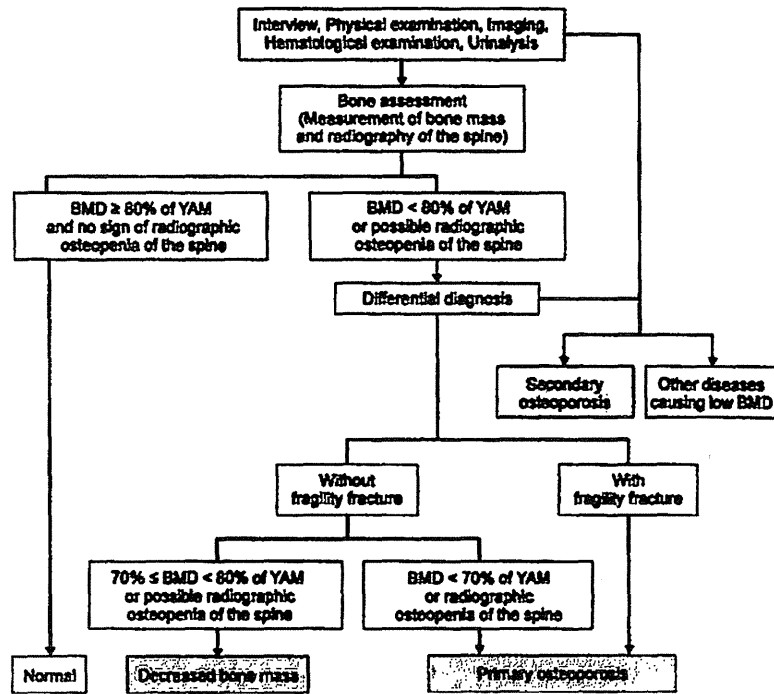 Interview, Physical examination, Imaging,
Hematological examination, Urinalysis
Bone assessment
(Measurement of bone mass
and radiography of the spine)
BMD ≥ 80% of YAM
and no sign of radiographic
osteopenia of the spine
BMD < 80% of YAM
or possible radiographic
osteopenia of the spine
Differential diagnosis
Secondary
osteoporosis
Other diseases
causing low BMD
Without
fragility fracture
With
fragility fracture
70% ≤ BMD < 80% of YAM
or possible radiographic
osteopenia of the spine
BMD < 70% of YAM
or radiographic
osteopenia of the spine
Normal
Decreased bone mass
Primary osteoporosis